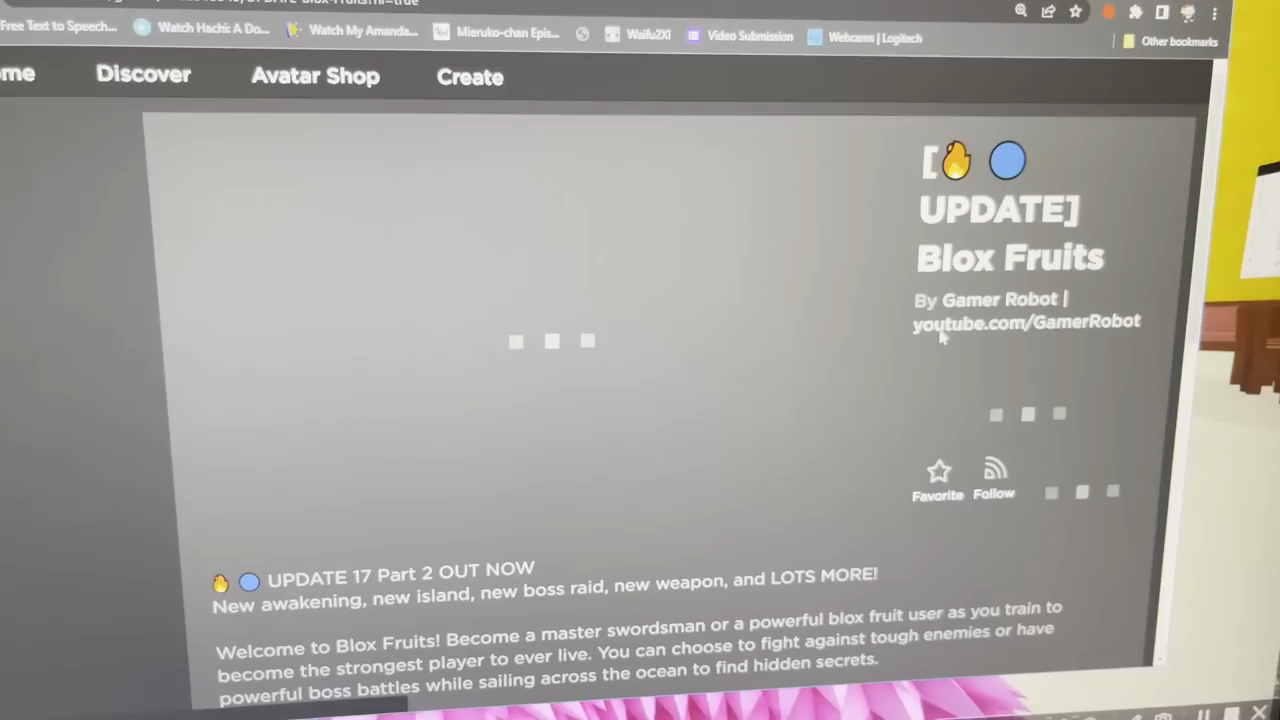 Free Text to Speech... Watch Hachi: A Do... Watch My Amanda... Mieruko-chan Epis... Waifu2x Video Submission Webcams | Logitech
Other bookmarks
me Discover Avatar Shop Create
[🔥🔵
UPDATE]
Blox Fruits
By Gamer Robot |
youtube.com/GamerRobot
Favorite Follow
🔥🔵 UPDATE 17 Part 2 OUT NOW
New awakening, new island, new boss raid, new weapon, and LOTS MORE!
Welcome to Blox Fruits! Become a master swordsman or a powerful blox fruit user as you train to
become the strongest player to ever live. You can choose to fight against tough enemies or have
powerful boss battles while sailing across the ocean to find hidden secrets.